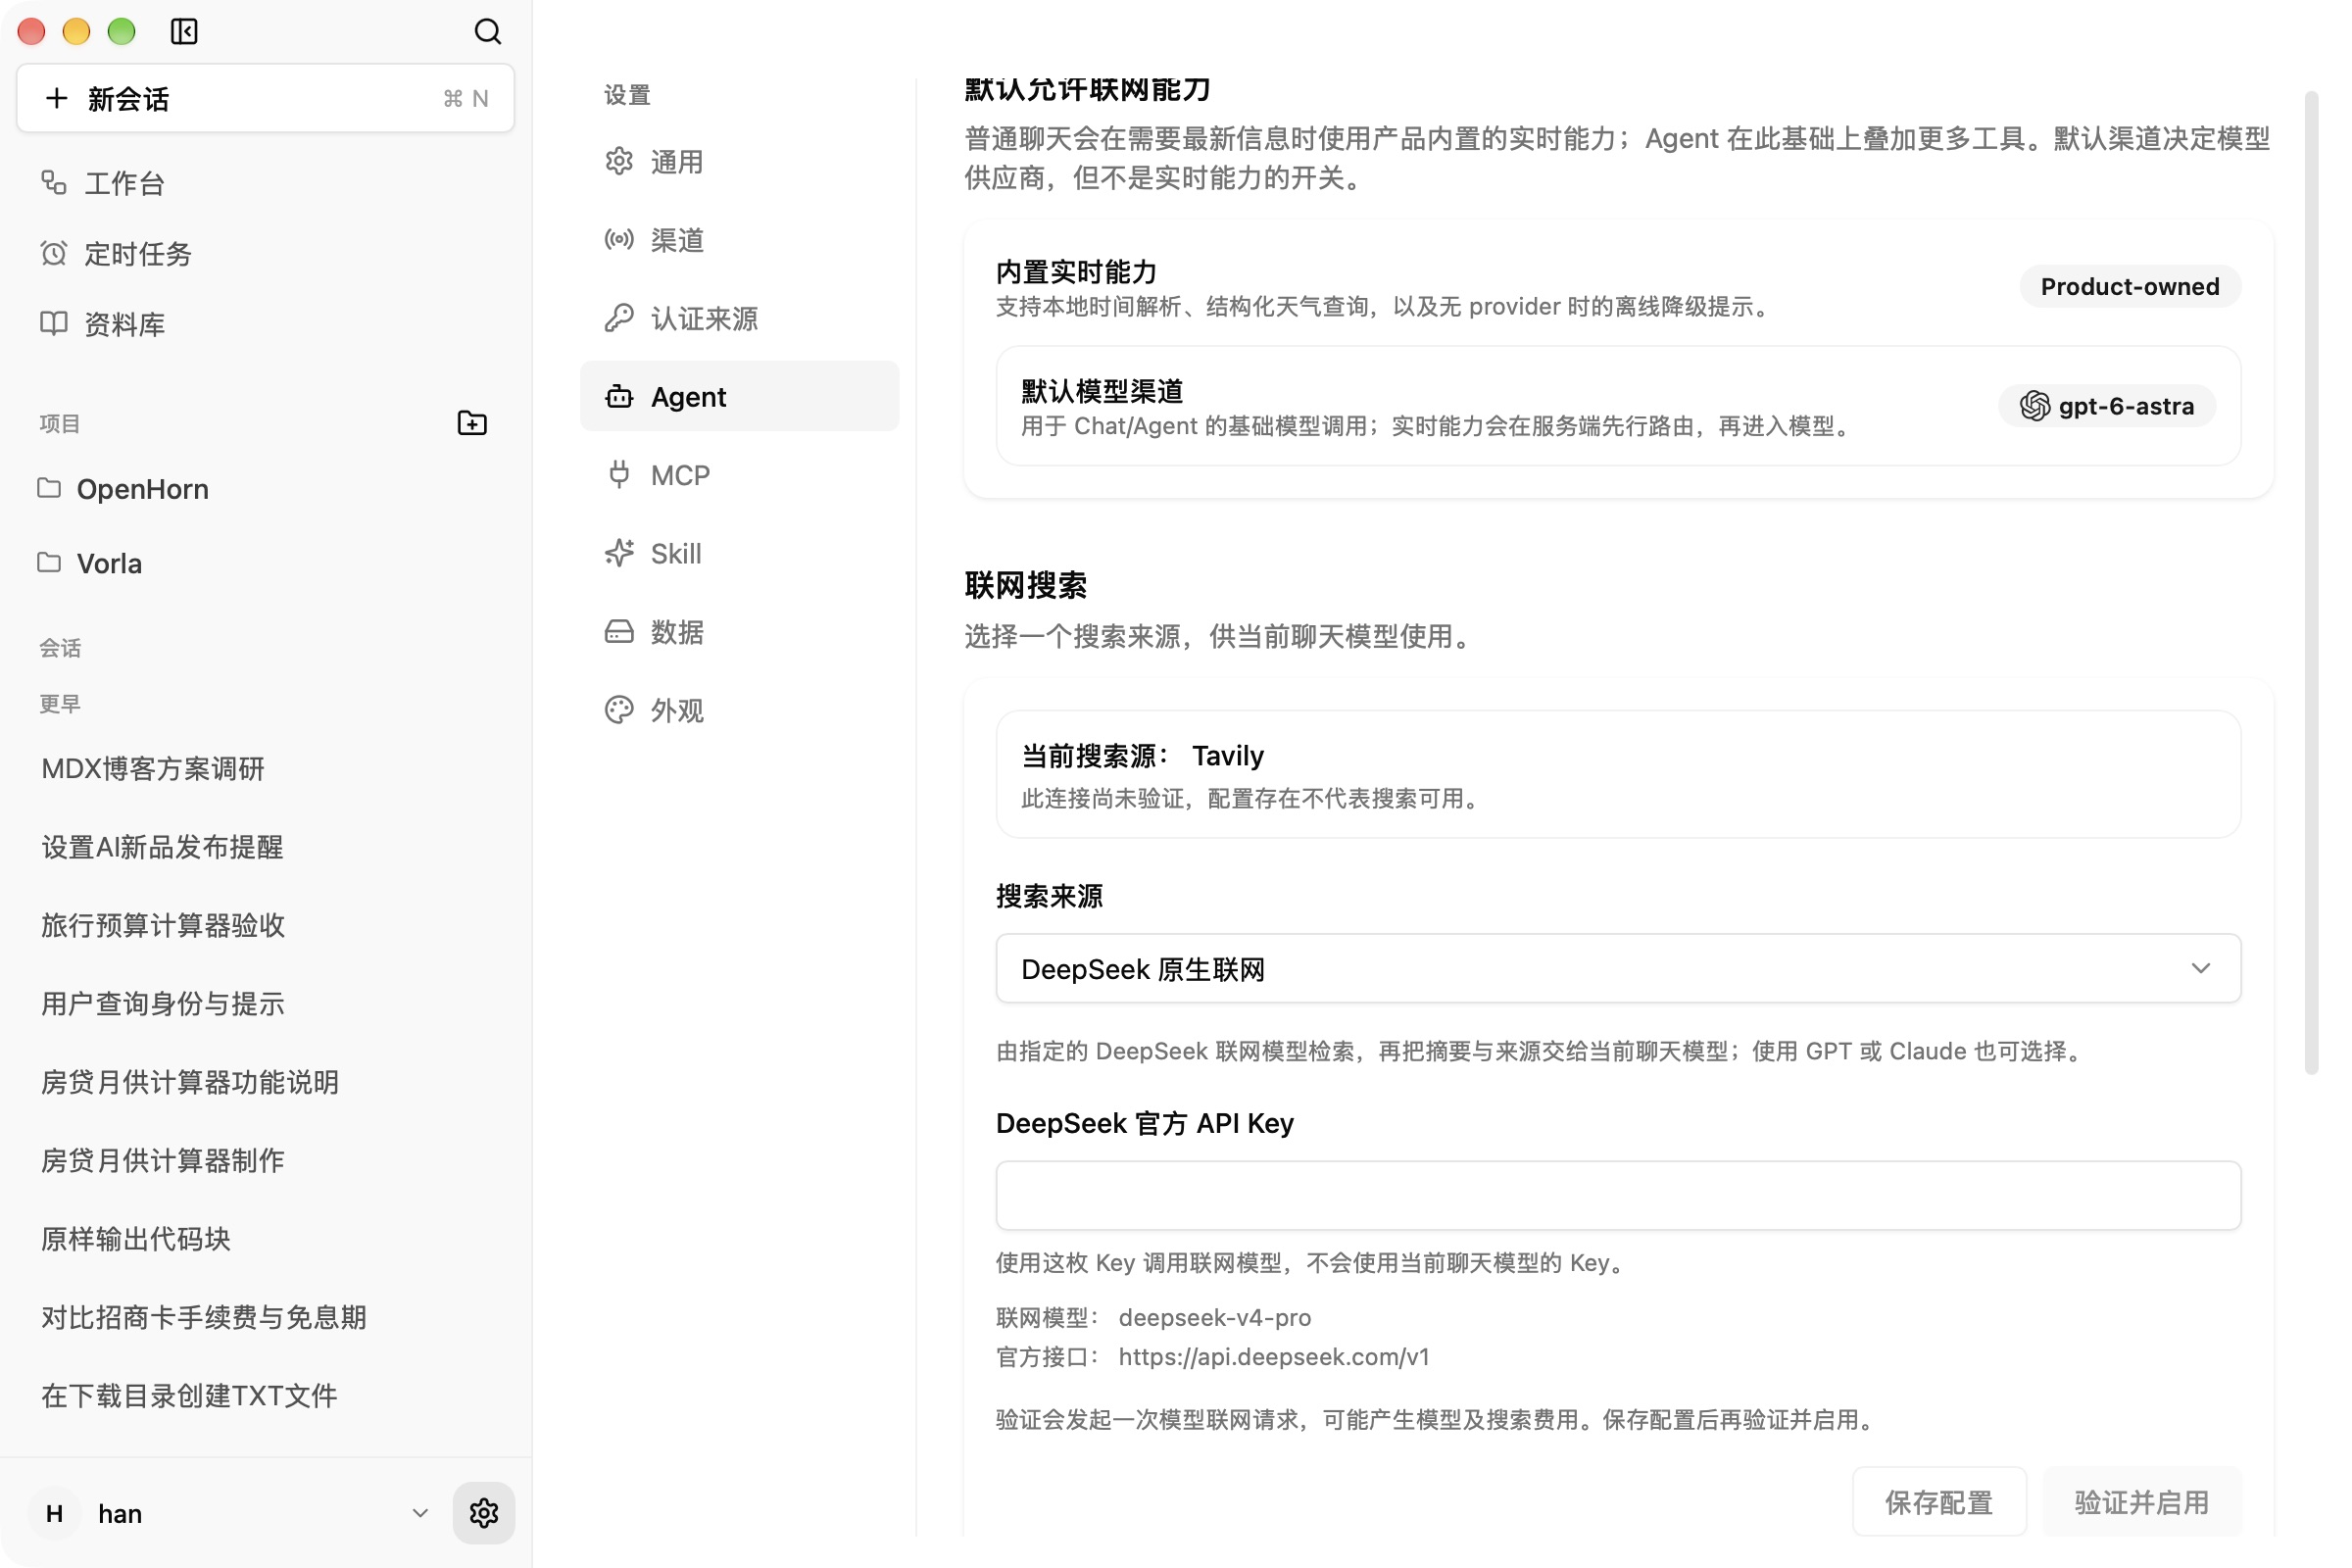 新会话
⌘ N
工作台
定时任务
资料库
项目
OpenHorn
Vorla
会话
更早
MDX博客方案调研
设置AI新品发布提醒
旅行预算计算器验收
用户查询身份与提示
房贷月供计算器功能说明
房贷月供计算器制作
原样输出代码块
对比招商卡手续费与免息期
在下载目录创建TXT文件
H
han
设置
通用
渠道
认证来源
Agent
MCP
Skill
数据
外观
默认允许联网能力
普通聊天会在需要最新信息时使用产品内置的实时能力；Agent 在此基础上叠加更多工具。默认渠道决定模型
供应商，但不是实时能力的开关。
内置实时能力
支持本地时间解析、结构化天气查询，以及无 provider 时的离线降级提示。
Product-owned
默认模型渠道
用于 Chat/Agent 的基础模型调用；实时能力会在服务端先行路由，再进入模型。
gpt-6-astra
联网搜索
选择一个搜索来源，供当前聊天模型使用。
当前搜索源： Tavily
此连接尚未验证，配置存在不代表搜索可用。
搜索来源
DeepSeek 原生联网
由指定的 DeepSeek 联网模型检索，再把摘要与来源交给当前聊天模型；使用 GPT 或 Claude 也可选择。
DeepSeek 官方 API Key
使用这枚 Key 调用联网模型，不会使用当前聊天模型的 Key。
联网模型： deepseek-v4-pro
官方接口： https://api.deepseek.com/v1
验证会发起一次模型联网请求，可能产生模型及搜索费用。保存配置后再验证并启用。
保存配置
验证并启用